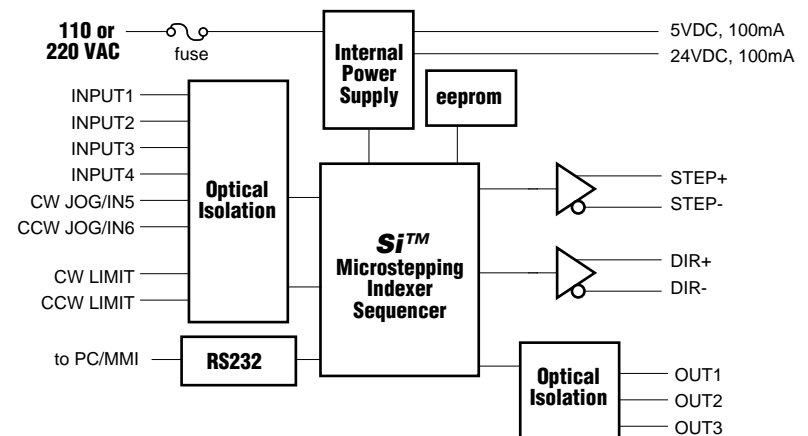 110 or
220 VAC
fuse
Internal
Power
Supply
5VDC, 100mA
24VDC, 100mA
eeprom
INPUT1
INPUT2
INPUT3
INPUT4
CW JOG/IN5
CCW JOG/IN6
CW LIMIT
CCW LIMIT
Optical
Isolation
Si™
Microstepping
Indexer
Sequencer
STEP+
STEP-
DIR+
DIR-
to PC/MMI
RS232
Optical
Isolation
OUT1
OUT2
OUT3